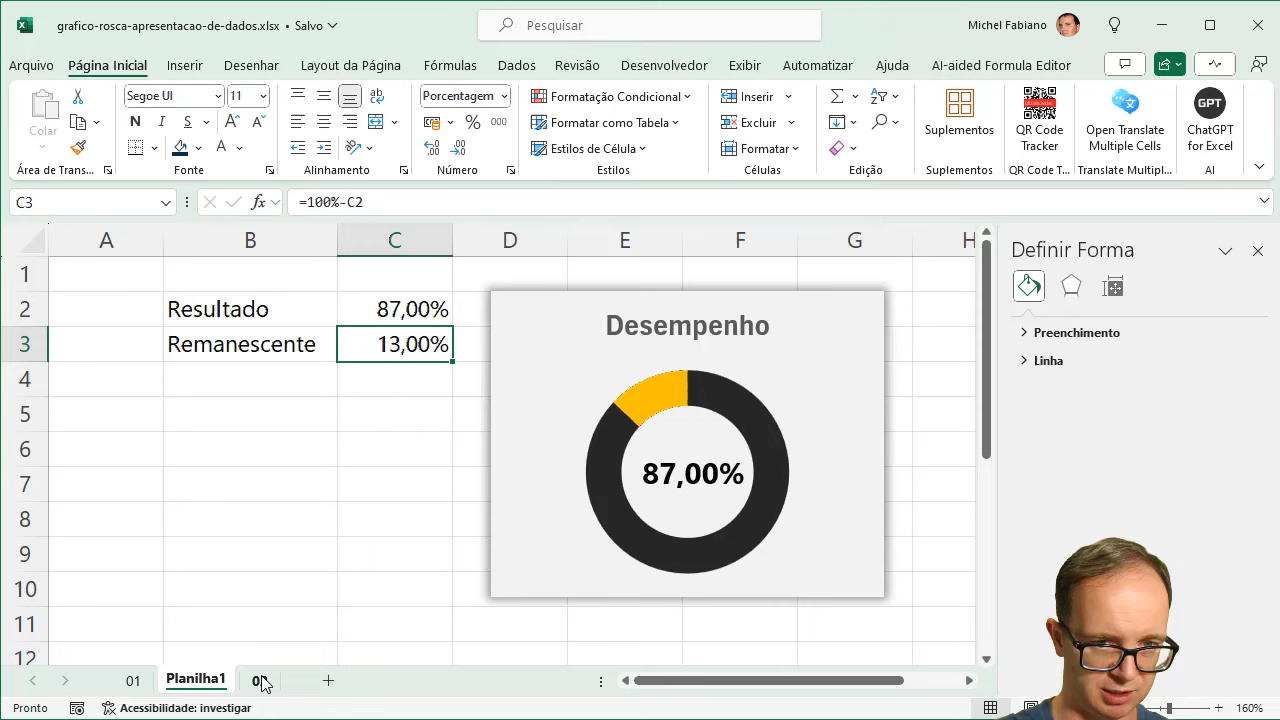 grafico-rosca-apresentacao-de-dados.xlsx • Salvo
Pesquisar
Michel Fabiano
Arquivo Página Inicial Inserir Desenhar Layout da Página Fórmulas Dados Revisão Desenvolvedor Exibir Automatizar Ajuda AI-aided Formula Editor
Colar
Área de Trans...
Segoe UI 11
N I S
Fonte
Alinhamento
Porcentagem
% 000
Número
Formatação Condicional
Formatar como Tabela
Estilos de Célula
Estilos
Inserir
Excluir
Formatar
Células
Edição
Suplementos
Suplementos
QR Code Tracker
QR Code T...
Open Translate Multiple Cells
Translate Multipl...
GPT
ChatGPT for Excel
AI
C3
fx
=100%-C2
A B C D E F G H
1
2 Resultado 87,00%
3 Remanescente 13,00%
4
5
6
7
8
9
10
11
12
Desempenho
87,00%
Definir Forma
Preenchimento
Linha
01 Planilha1
Pronto
Acessibilidade: investigar
160%